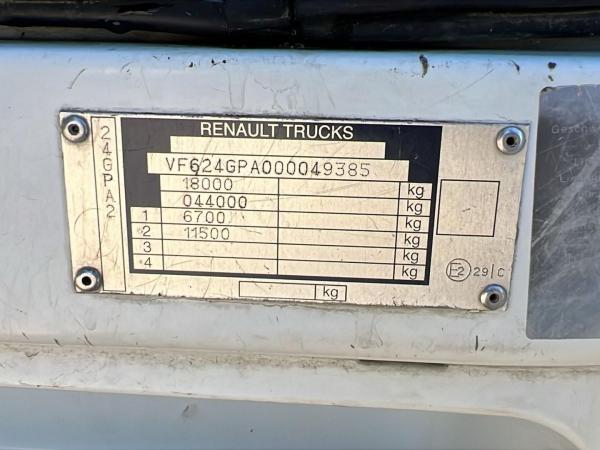 24GPA2
RENAULT TRUCKS
VF624GPA000049385
18000 kg
044000 kg
1 6700 kg
2 11500 kg
3 kg
4 kg
kg
E2 29 | C
Gesch